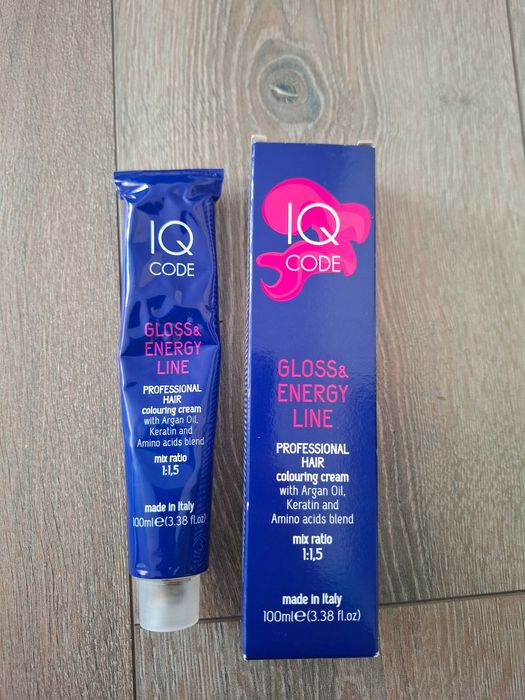 IQ
CODE
GLOSS&
ENERGY
LINE
PROFESSIONAL
HAIR
colouring cream
with Argan Oil,
Keratin and
Amino acids blend
mix ratio
1:1,5
made in Italy
100ml℮(3.38 fl.oz)
IQ
CODE
GLOSS&
ENERGY
LINE
PROFESSIONAL
HAIR
colouring cream
with Argan Oil,
Keratin and
Amino acids blend
mix ratio
1:1,5
made in Italy
100ml℮(3.38 fl.oz)